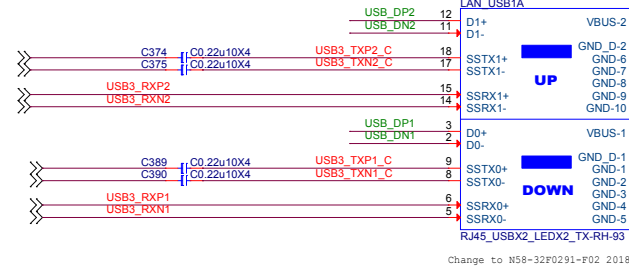 LAN_USB1A
USB_DP2 12 D1+ VBUS-2
USB_DN2 11 D1-
C374 C0.22u10X4 USB3_TXP2_C 18 SSTX1+ GND_D-2
GND-6
C375 C0.22u10X4 USB3_TXN2_C 17 SSTX1- GND-7
UP GND-8
USB3_RXP2 15 SSRX1+ GND-9
USB3_RXN2 14 SSRX1- GND-10
USB_DP1 3 D0+ VBUS-1
USB_DN1 2 D0-
C389 C0.22u10X4 USB3_TXP1_C 9 SSTX0+ GND_D-1
GND-1
C390 C0.22u10X4 USB3_TXN1_C 8 SSTX0- GND-2
DOWN GND-3
USB3_RXP1 6 SSRX0+ GND-4
USB3_RXN1 5 SSRX0- GND-5
RJ45_USBX2_LEDX2_TX-RH-93
Change to N58-32F0291-F02 2018